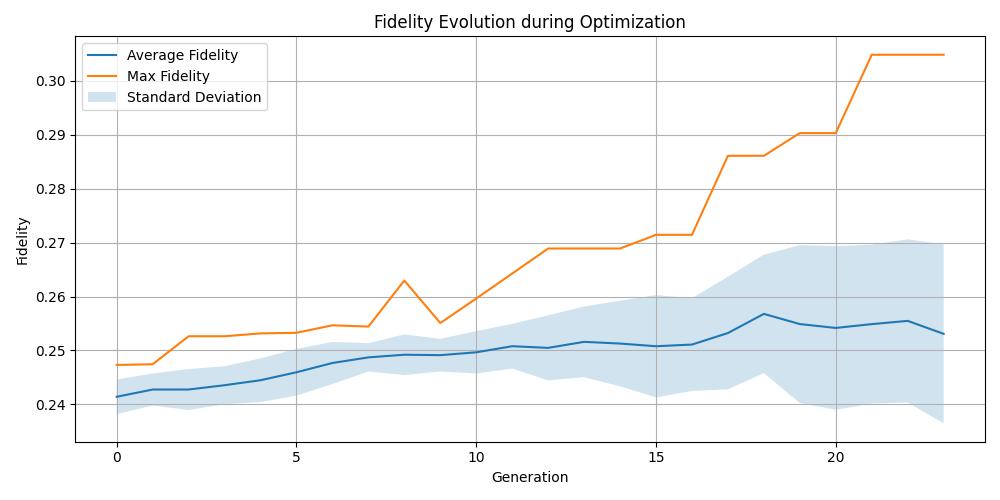 Fidelity Evolution during Optimization
Average Fidelity
Max Fidelity
Standard Deviation
Fidelity
0.30
0.29
0.28
0.27
0.26
0.25
0.24
0
5
10
15
20
Generation